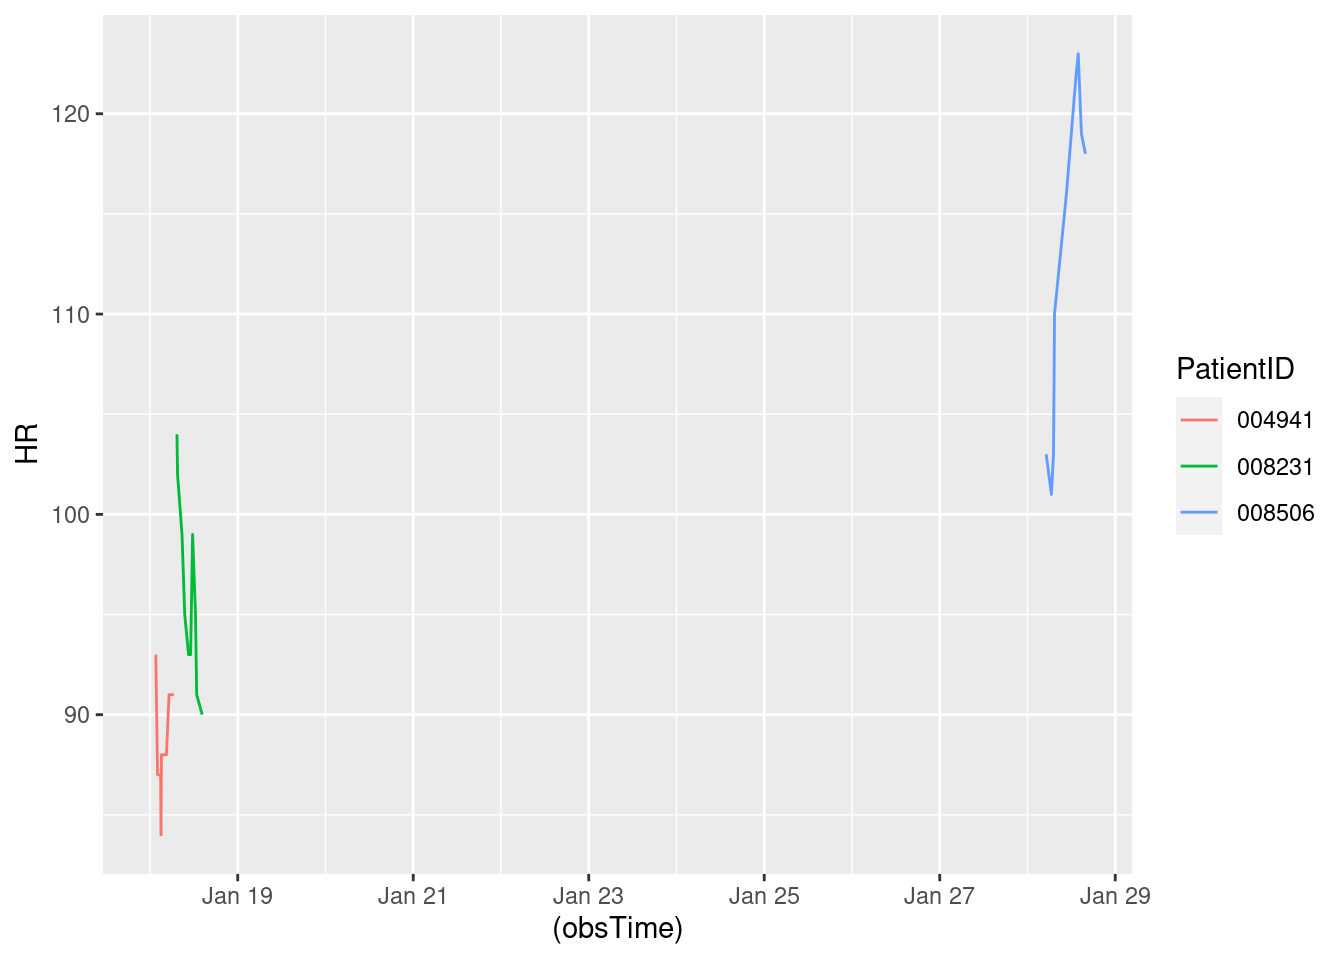 120
110
100
90
HR
Jan 19
Jan 21
Jan 23
Jan 25
Jan 27
Jan 29
(obsTime)
PatientID
004941
008231
008506